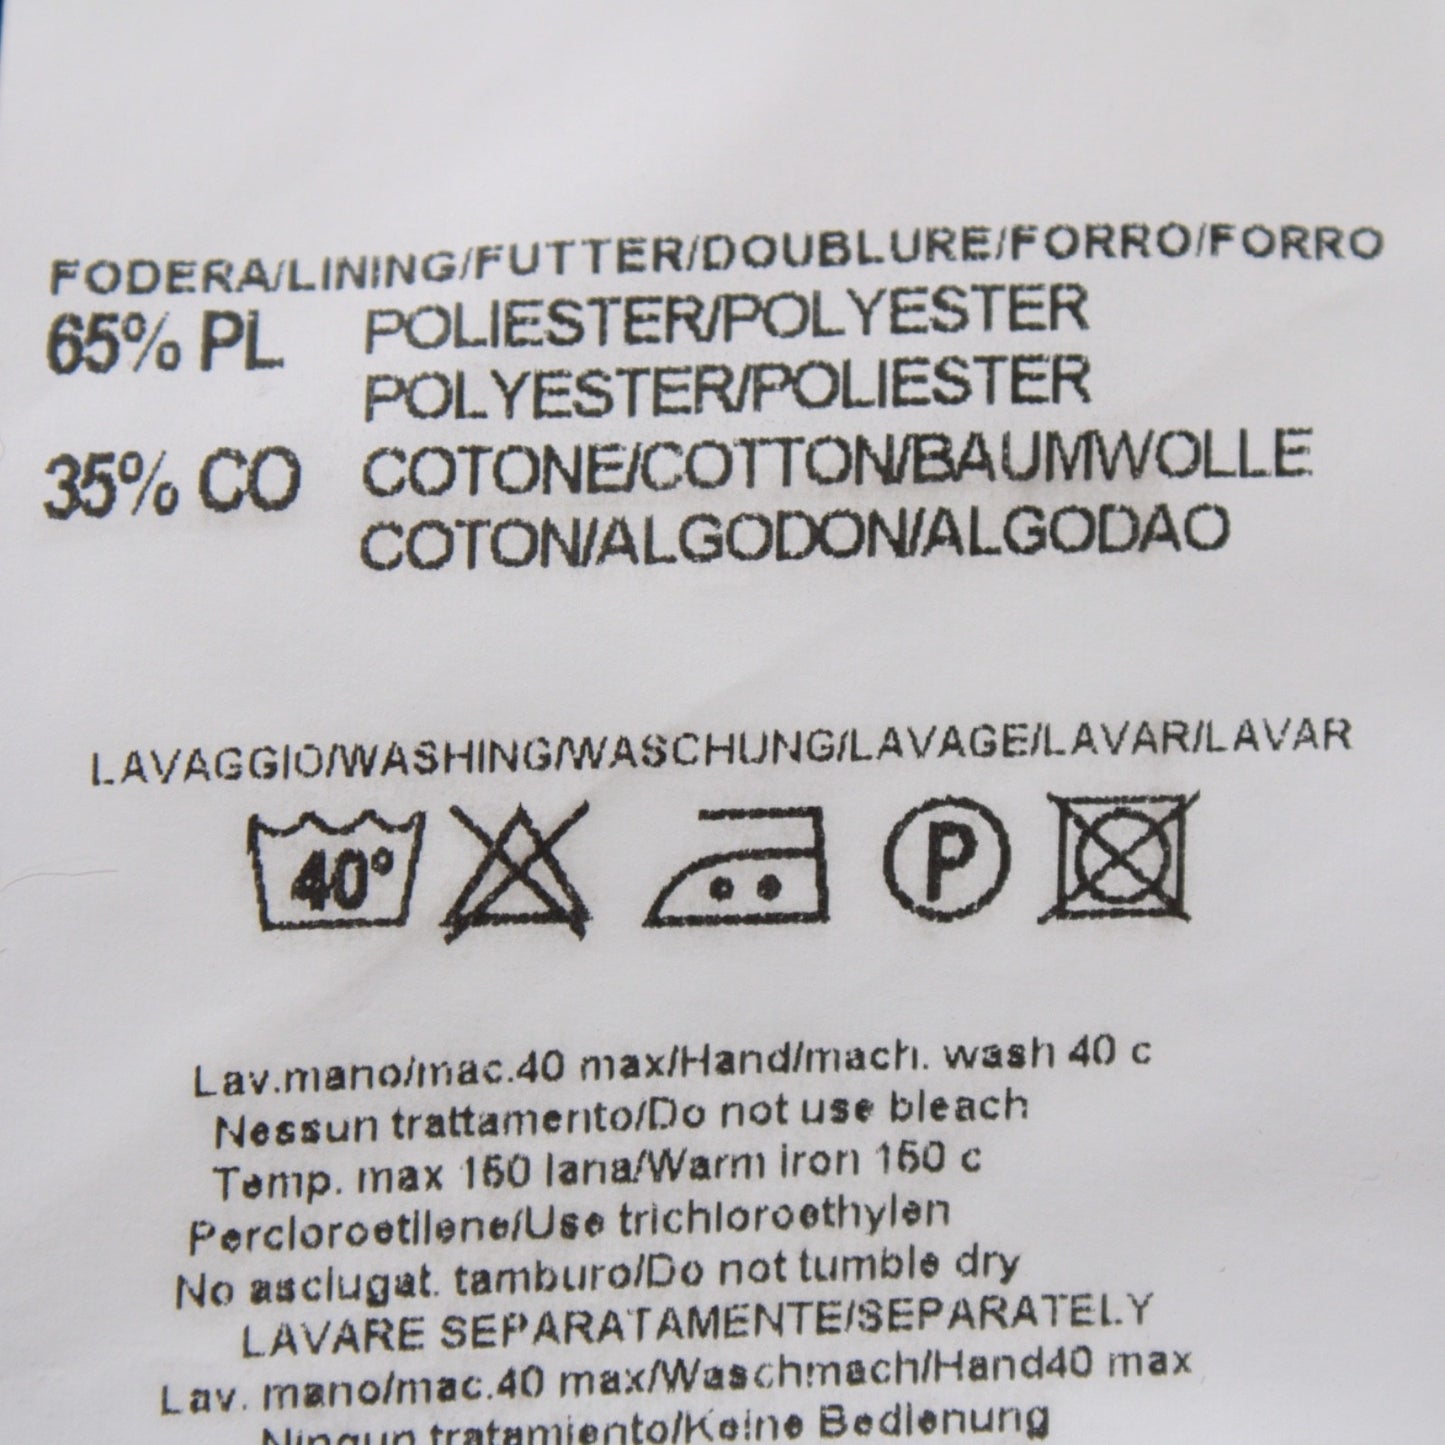 FODERA/LINING/FUTTER/DOUBLURE/FORRO/FORRO
65% PL POLIESTER/POLYESTER
POLYESTER/POLIESTER
35% CO COTONE/COTTON/BAUMWOLLE
COTON/ALGODON/ALGODAO
LAVAGGIO/WASHING/WASCHUNG/LAVAGE/LAVAR/LAVAR
40° P
Lav.mano/mac.40 max/Hand/mach. wash 40 c
Nessun trattamento/Do not use bleach
Temp. max 150 lana/Warm iron 150 c
Percloroetilene/Use trichloroethylen
No asciugat. tamburo/Do not tumble dry
LAVARE SEPARATAMENTE/SEPARATELY
Lav. mano/mac.40 max/Waschmach/Hand40 max
Ningun tratamiento/Keine Bedienung